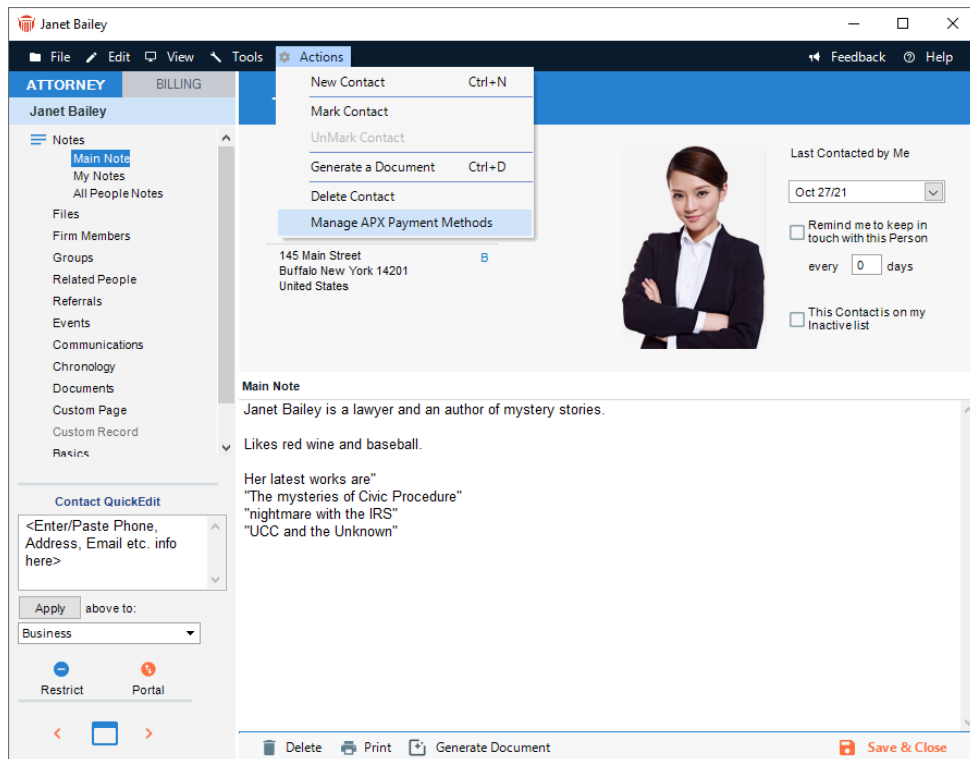 Janet Bailey
File Edit View Tools Actions Feedback Help
ATTORNEY BILLING
Janet Bailey
Notes
Main Note
My Notes
All People Notes
Files
Firm Members
Groups
Related People
Referrals
Events
Communications
Chronology
Documents
Custom Page
Custom Record
Basics
Contact QuickEdit
<Enter/Paste Phone,
Address, Email etc. info
here>
Apply above to:
Business
Restrict Portal
New Contact Ctrl+N
Mark Contact
UnMark Contact
Generate a Document Ctrl+D
Delete Contact
Manage APX Payment Methods
145 Main Street B
Buffalo New York 14201
United States
Last Contacted by Me
Oct 27/21
Remind me to keep in
touch with this Person
every 0 days
This Contact is on my
Inactive list
Main Note
Janet Bailey is a lawyer and an author of mystery stories.
Likes red wine and baseball.
Her latest works are"
"The mysteries of Civic Procedure"
"nightmare with the IRS"
"UCC and the Unknown"
Delete Print Generate Document Save & Close